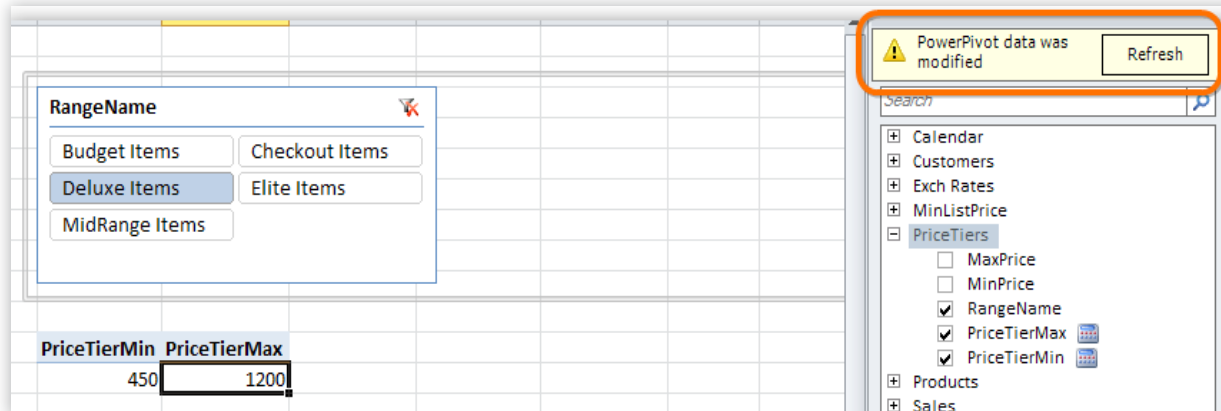 PowerPivot data was
modified
Refresh
Search
RangeName
Budget Items Checkout Items
Deluxe Items Elite Items
MidRange Items
PriceTierMin PriceTierMax
450 1200
Calendar
Customers
Exch Rates
MinListPrice
PriceTiers
MaxPrice
MinPrice
RangeName
PriceTierMax
PriceTierMin
Products
Sales